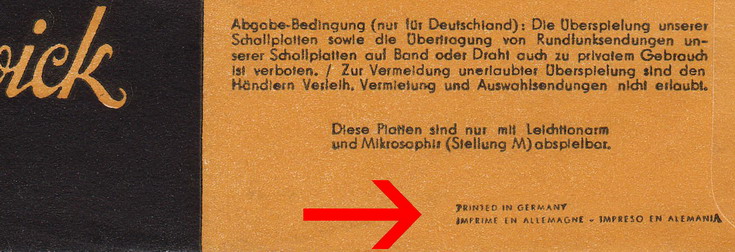 ick
Abgabe-Bedingung (nur für Deutschland): Die Überspielung unserer
Schallplatten sowie die Übertragung von Rundfunksendungen un-
serer Schallplatten auf Band oder Draht auch zu privatem Gebrauch
ist verboten. / Zur Vermeidung unerlaubter Überspielung sind den
Händlern Verleih, Vermietung und Auswahlsendungen nicht erlaubt.
Diese Platten sind nur mit Leichttonarm
und Mikrosaphir (Stellung M) abspielbar.
PRINTED IN GERMANY
IMPRIME EN ALLEMAGNE - IMPRESO EN ALEMANIA